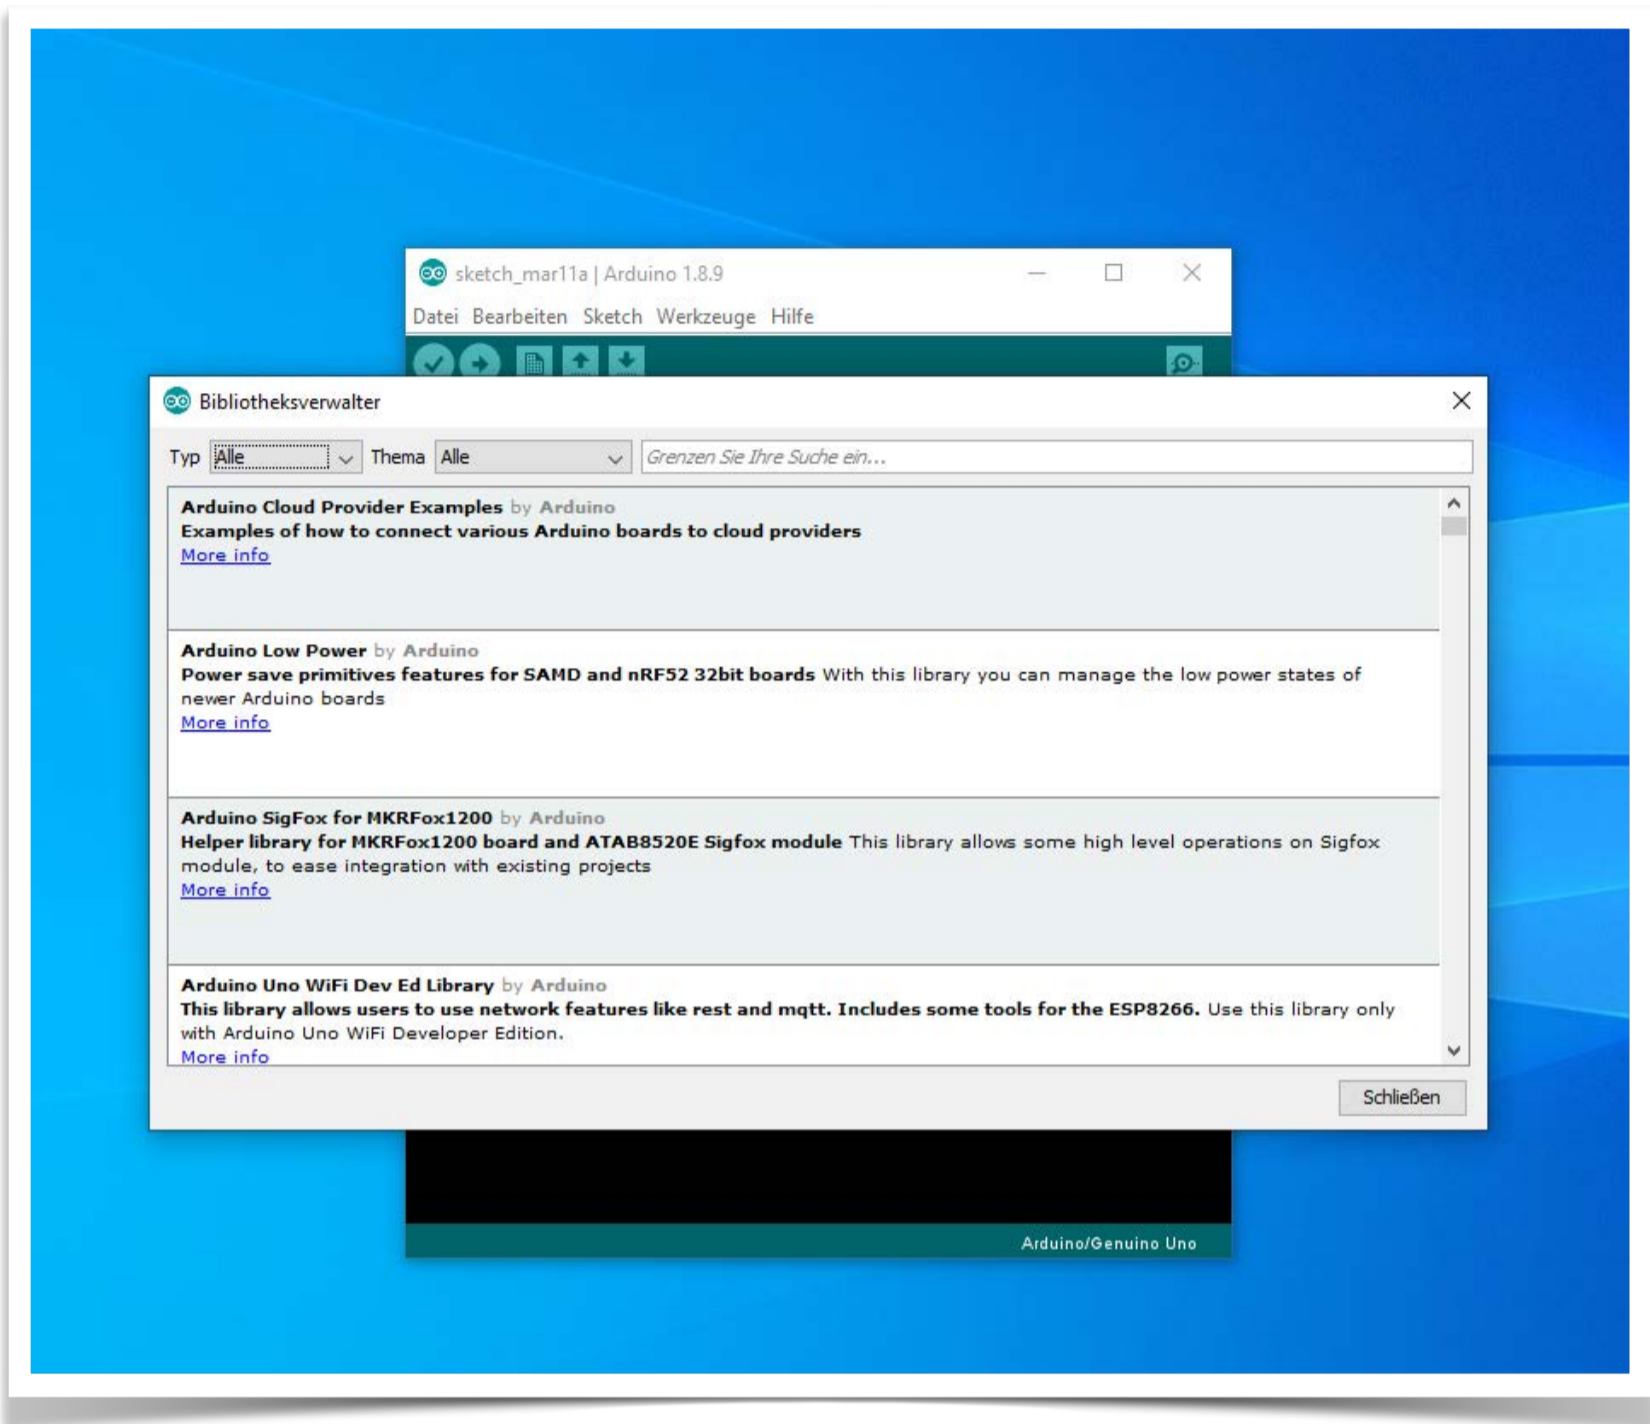 sketch_mar11a | Arduino 1.8.9
Datei Bearbeiten Sketch Werkzeuge Hilfe
Bibliotheksverwalter
Typ Alle Thema Alle Grenzen Sie Ihre Suche ein...
Arduino Cloud Provider Examples by Arduino
Examples of how to connect various Arduino boards to cloud providers
More info
Arduino Low Power by Arduino
Power save primitives features for SAMD and nRF52 32bit boards With this library you can manage the low power states of
newer Arduino boards
More info
Arduino SigFox for MKRFox1200 by Arduino
Helper library for MKRFox1200 board and ATAB8520E Sigfox module This library allows some high level operations on Sigfox
module, to ease integration with existing projects
More info
Arduino Uno WiFi Dev Ed Library by Arduino
This library allows users to use network features like rest and mqtt. Includes some tools for the ESP8266. Use this library only
with Arduino Uno WiFi Developer Edition.
More info
Schließen
Arduino/Genuino Uno